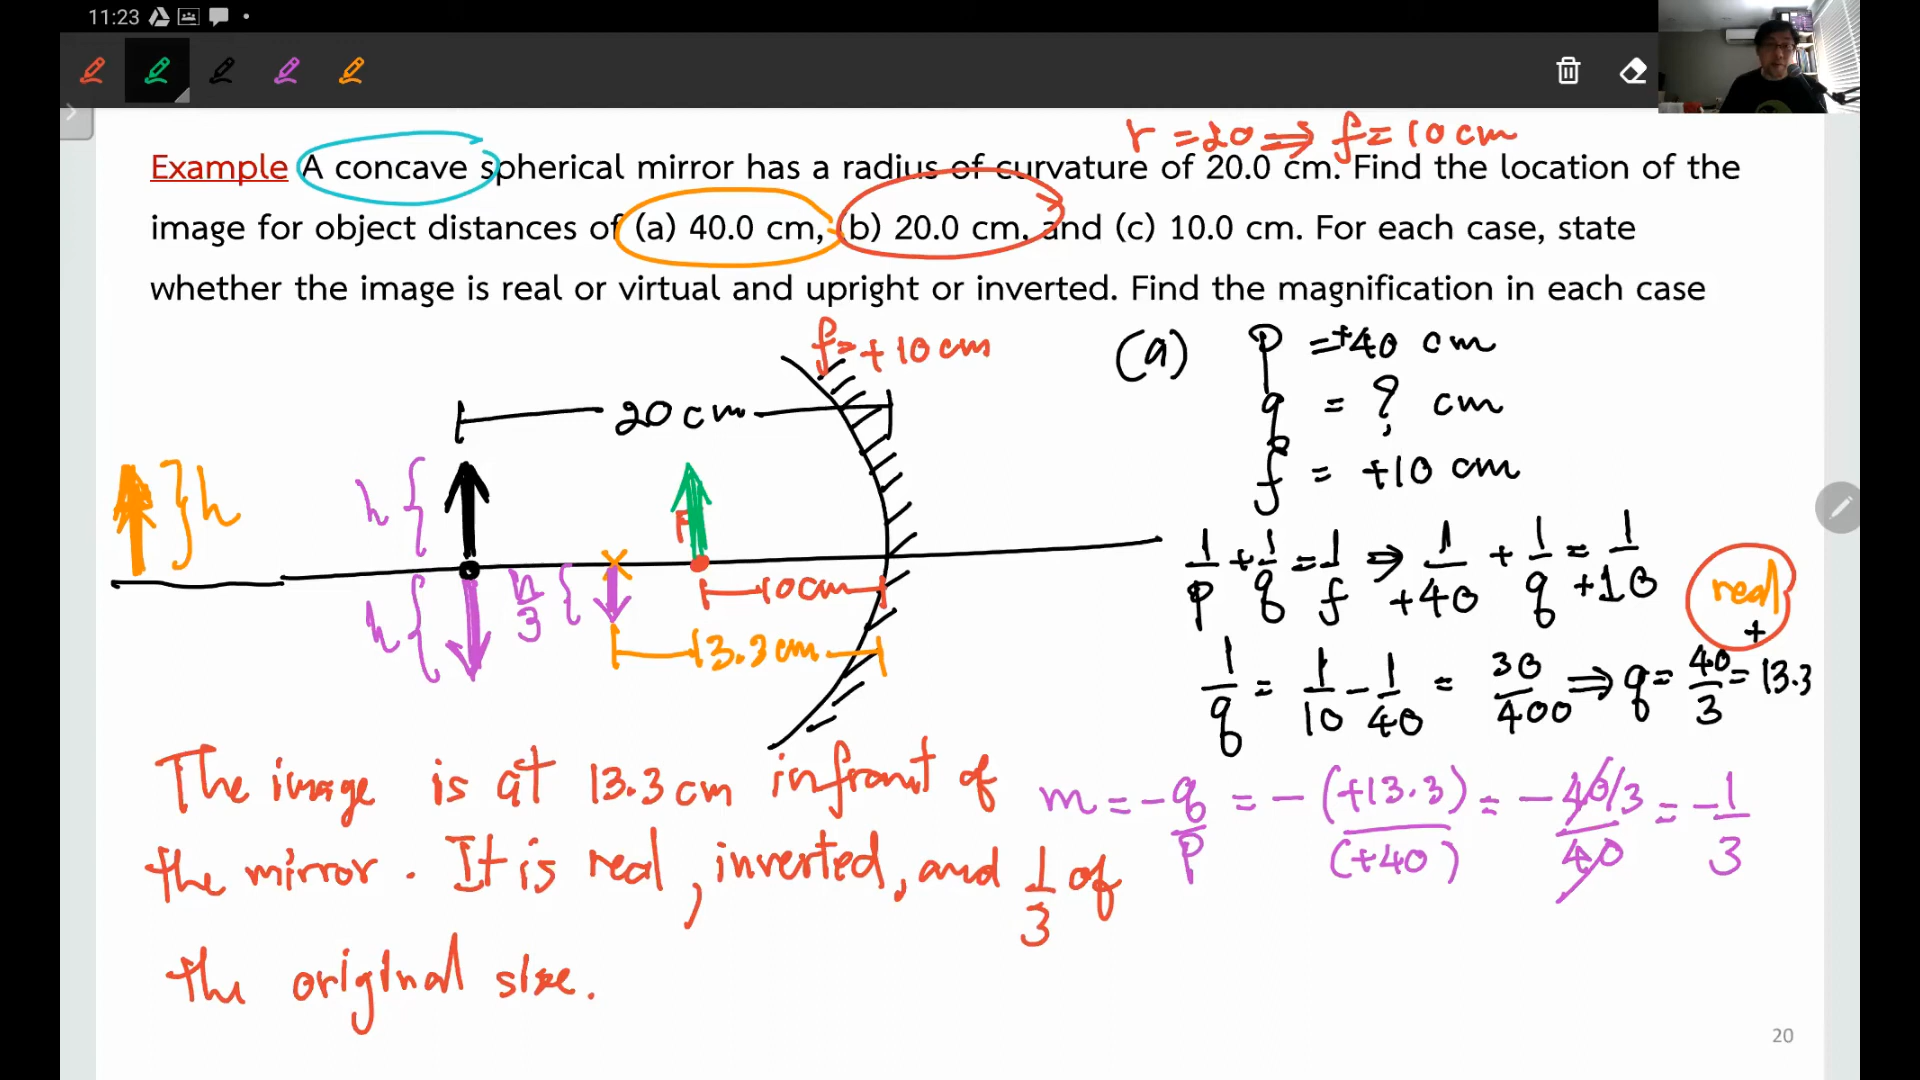 11:23
r = 20 ⇒ f = 10 cm
Example A concave spherical mirror has a radius of curvature of 20.0 cm. Find the location of the
image for object distances of (a) 40.0 cm, (b) 20.0 cm, and (c) 10.0 cm. For each case, state
whether the image is real or virtual and upright or inverted. Find the magnification in each case
f = +10 cm
20 cm
h
h
F
h
h/3
10cm
13.3 cm
(a) p = +40 cm
q = ? cm
f = +10 cm
1/p + 1/q = 1/f ⇒ 1/+40 + 1/q = 1/+10
real
+
1/q = 1/10 - 1/40 = 30/400 ⇒ q = 40/3 = 13.3
The image is at 13.3 cm infront of
the mirror. It is real, inverted, and 1/3 of
the original size.
m = -q/p = -(+13.3)/(+40) = -40/3/40 = -1/3
20